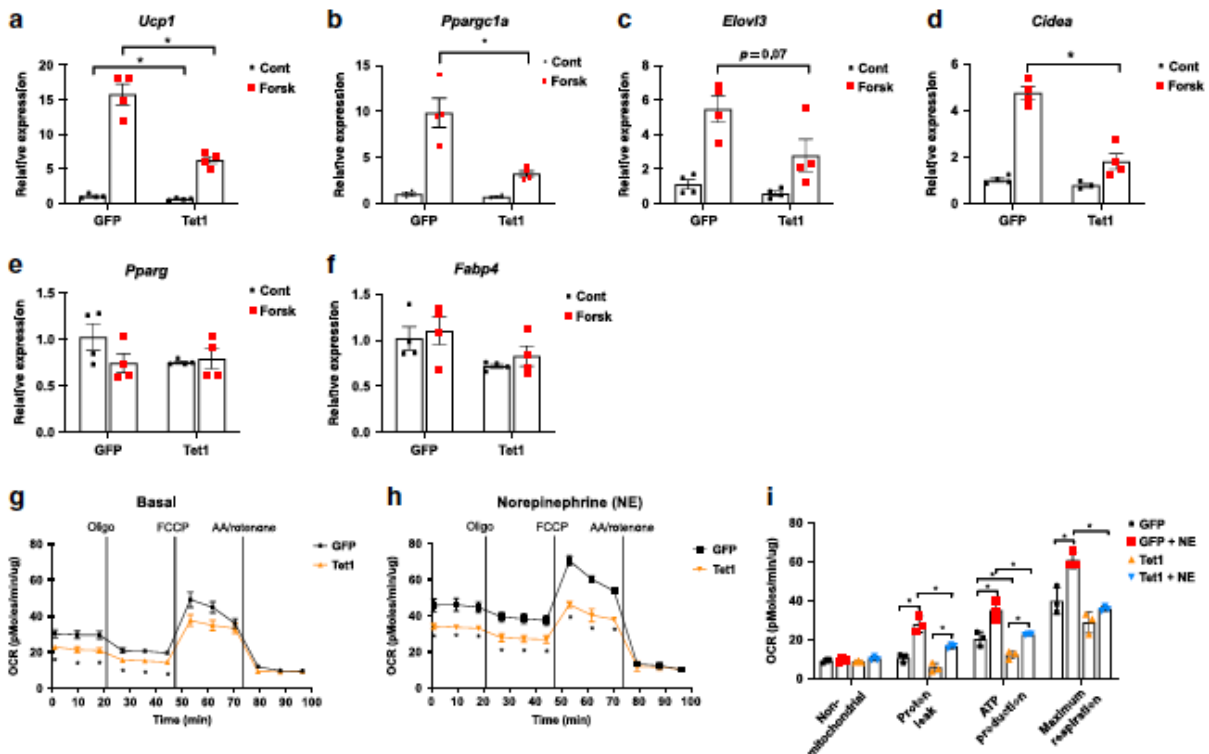 a
Ucp1
*
*
Relative expression
20
15
10
5
0
GFP
Tet1
Cont
Forsk
b
Ppargc1a
*
Relative expression
15
10
5
0
GFP
Tet1
Cont
Forsk
c
Elovl3
p = 0.07
Relative expression
8
6
4
2
0
GFP
Tet1
Cont
Forsk
d
Cidea
*
Relative expression
6
4
2
0
GFP
Tet1
Cont
Forsk
e
Pparg
Relative expression
1.5
1.0
0.5
0.0
GFP
Tet1
Cont
Forsk
f
Fabp4
Relative expression
1.5
1.0
0.5
0.0
GFP
Tet1
Cont
Forsk
g
Basal
Oligo
FCCP
AA/rotenone
OCR (pMoles/min/ug)
80
60
40
20
0
* * * * * *
0 10 20 30 40 50 60 70 80 90 100
Time (min)
GFP
Tet1
h
Norepinephrine (NE)
Oligo
FCCP
AA/rotenone
OCR (pMoles/min/ug)
80
60
40
20
0
* * * * * * * * *
0 10 20 30 40 50 60 70 80 90 100
Time (min)
GFP
Tet1
i
OCR (pMoles/min/ug)
80
60
40
20
0
* * * * * * * * * *
Non-
mitochondrial
Proton
leak
ATP
production
Maximum
respiration
GFP
GFP + NE
Tet1
Tet1 + NE